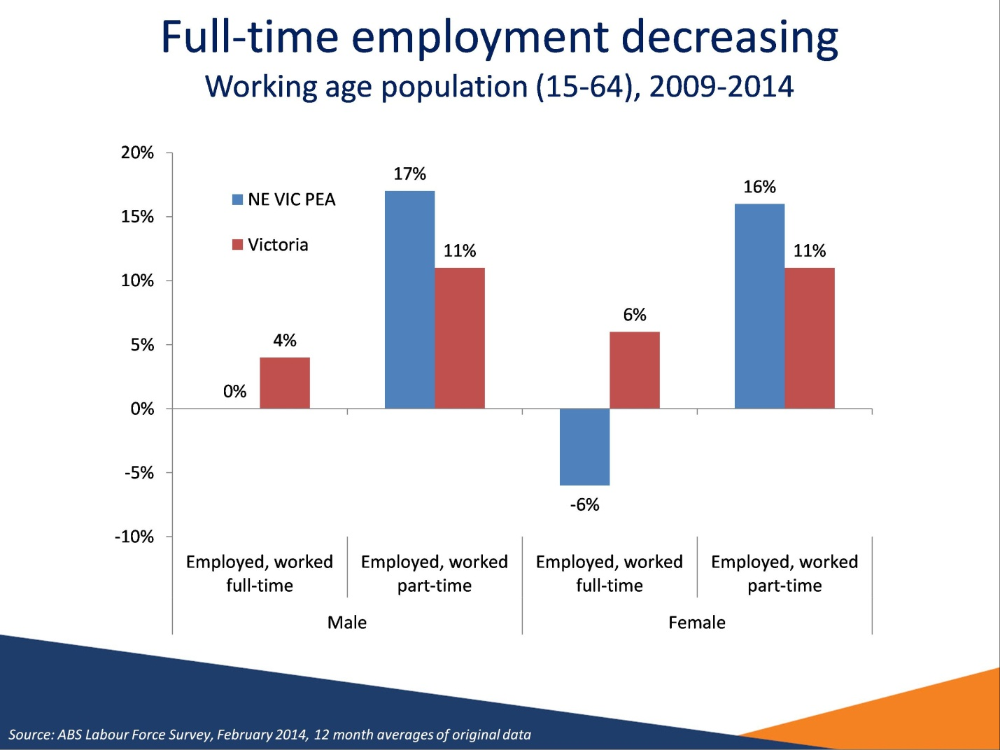 Full-time employment decreasing
Working age population (15-64), 2009-2014
20%
15%
10%
5%
0%
-5%
-10%
NE VIC PEA
Victoria
0%
4%
17%
11%
-6%
6%
16%
11%
Employed, worked
full-time
Employed, worked
part-time
Employed, worked
full-time
Employed, worked
part-time
Male
Female
Source: ABS Labour Force Survey, February 2014, 12 month averages of original data